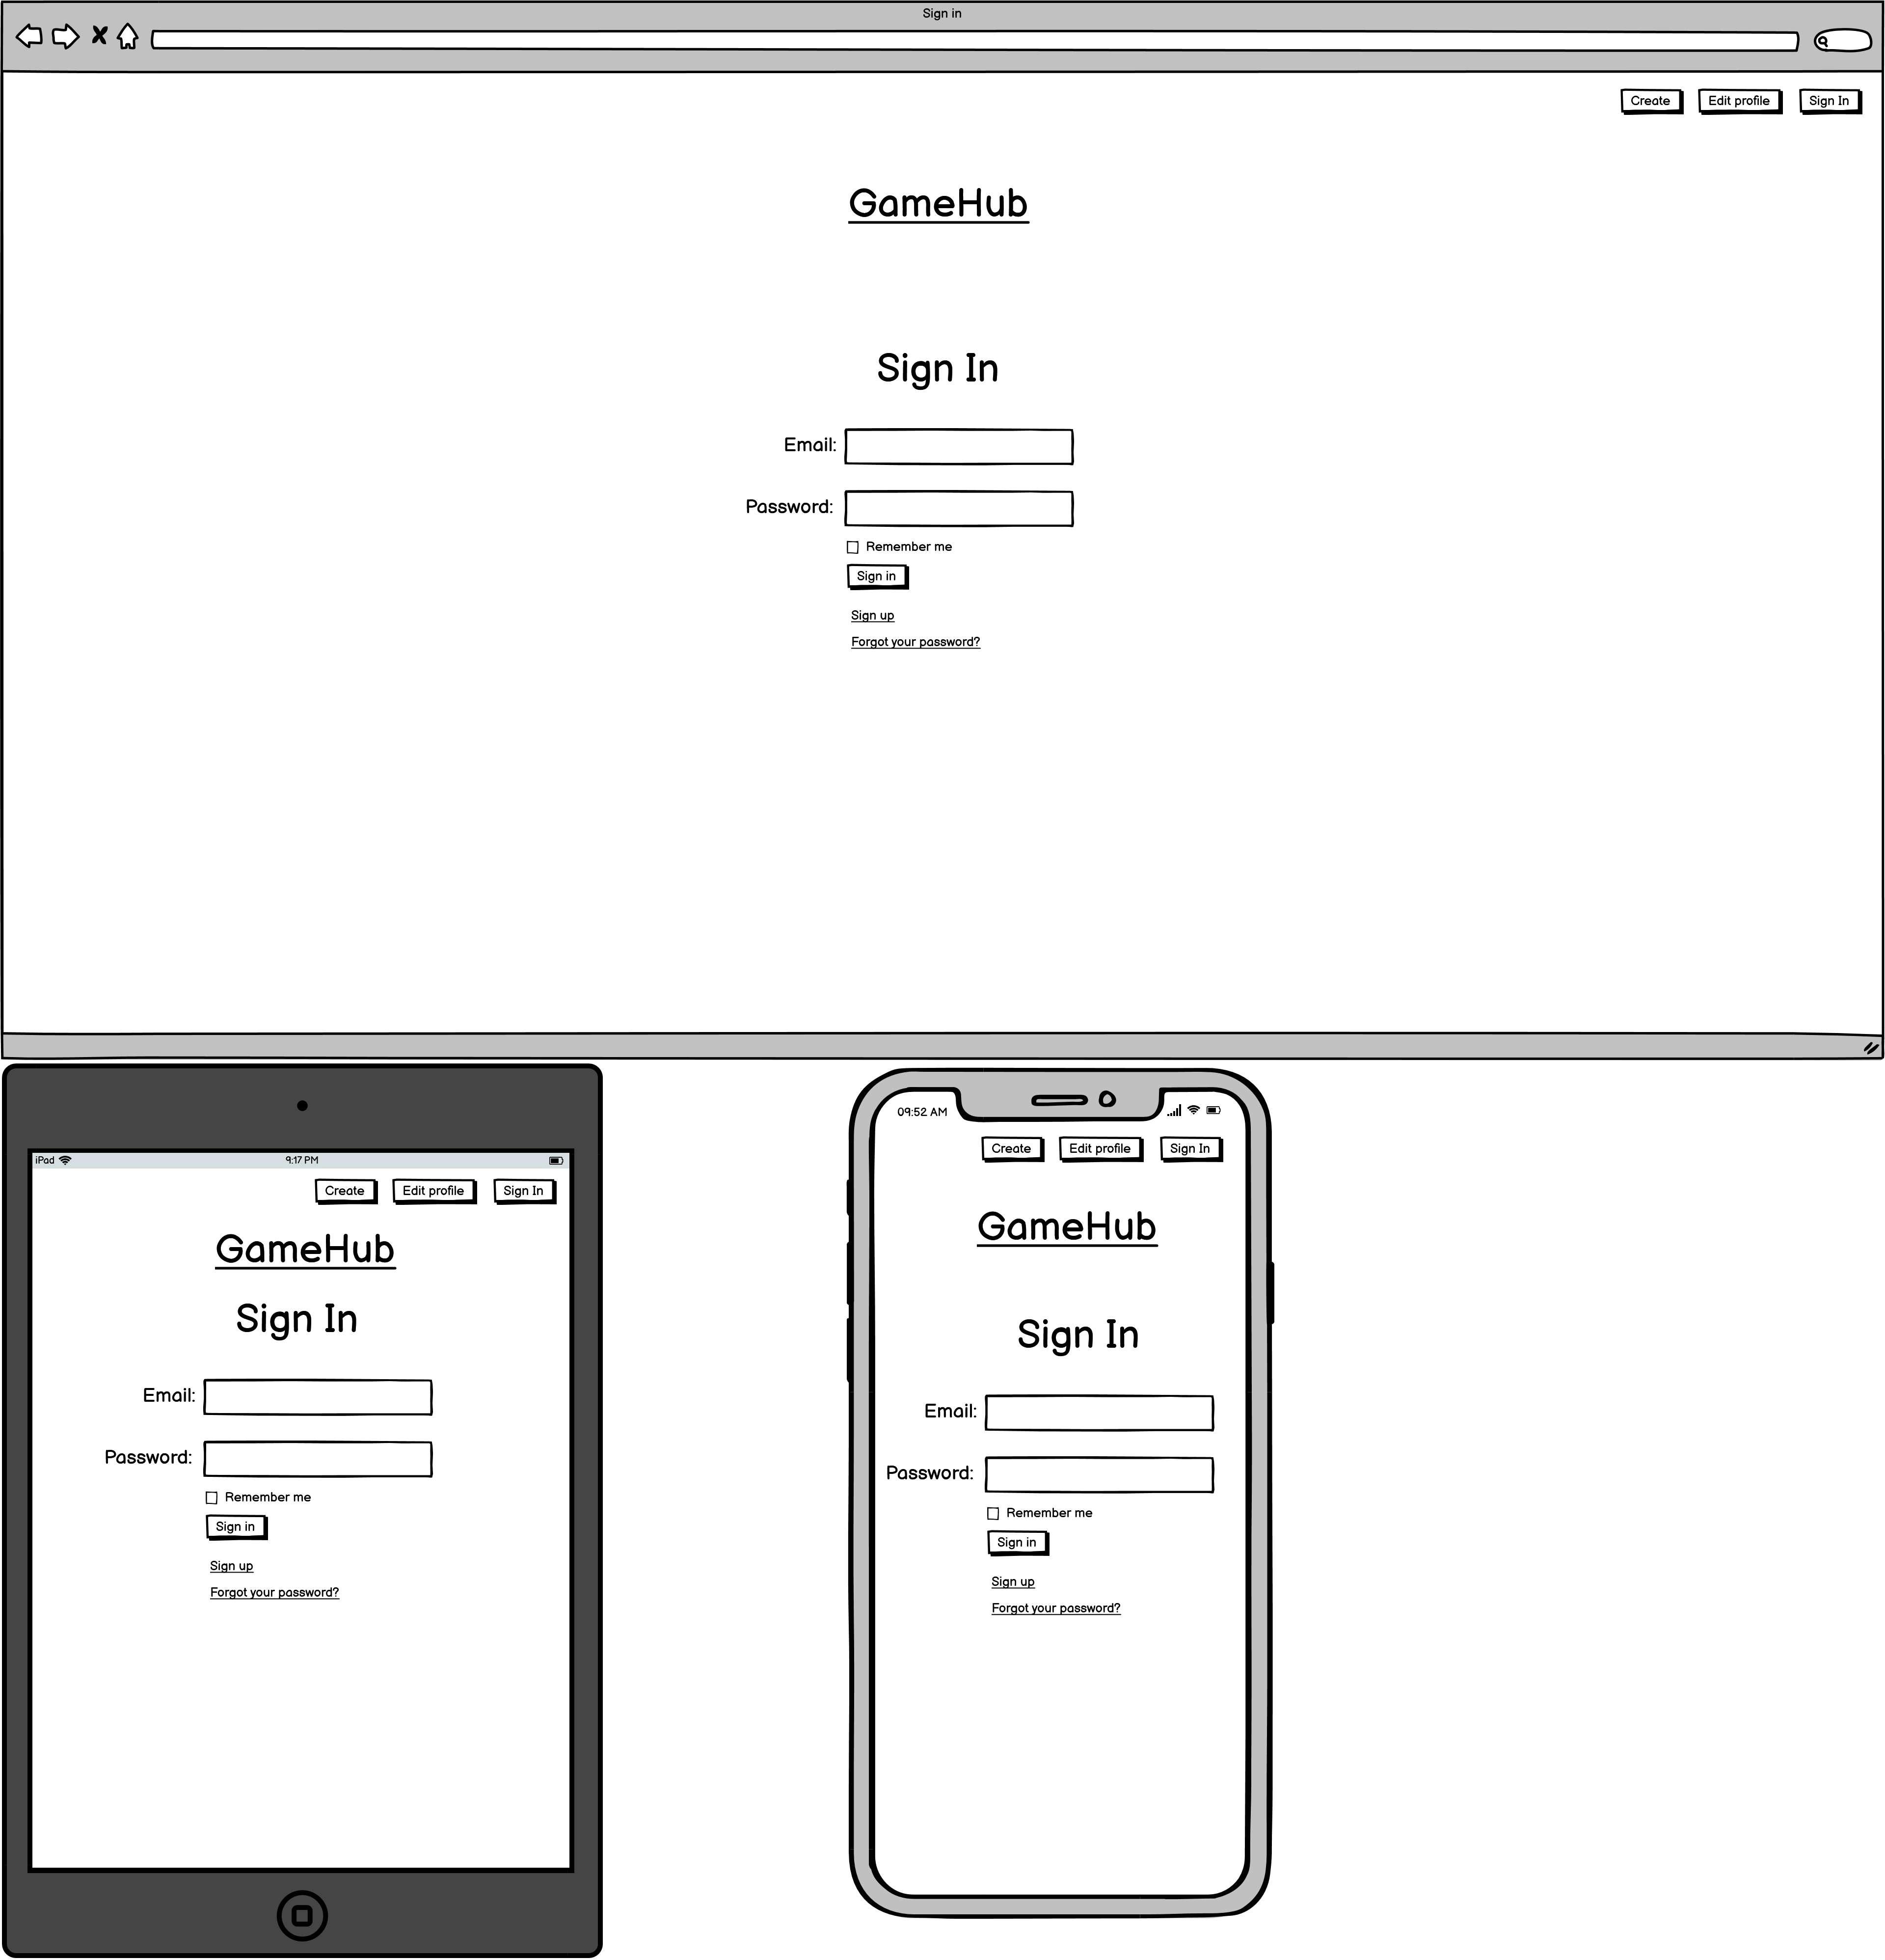 Sign in
Create Edit profile Sign In
GameHub
Sign In
Email:
Password:
Remember me
Sign in
Sign up
Forgot your password?
iPad 9:17 PM
Create Edit profile Sign In
GameHub
Sign In
Email:
Password:
Remember me
Sign in
Sign up
Forgot your password?
09:52 AM
Create Edit profile Sign In
GameHub
Sign In
Email:
Password:
Remember me
Sign in
Sign up
Forgot your password?